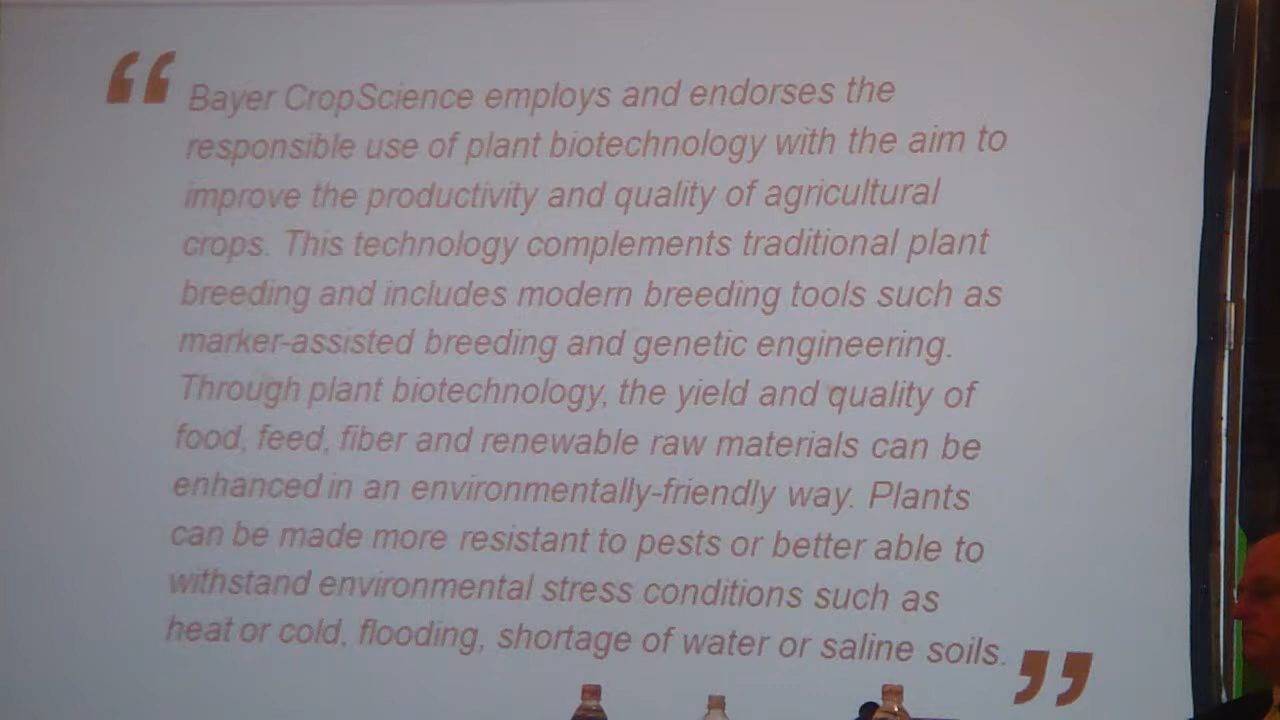 “ Bayer CropScience employs and endorses the
responsible use of plant biotechnology with the aim to
improve the productivity and quality of agricultural
crops. This technology complements traditional plant
breeding and includes modern breeding tools such as
marker-assisted breeding and genetic engineering.
Through plant biotechnology, the yield and quality of
food, feed, fiber and renewable raw materials can be
enhanced in an environmentally-friendly way. Plants
can be made more resistant to pests or better able to
withstand environmental stress conditions such as
heat or cold, flooding, shortage of water or saline soils. ”